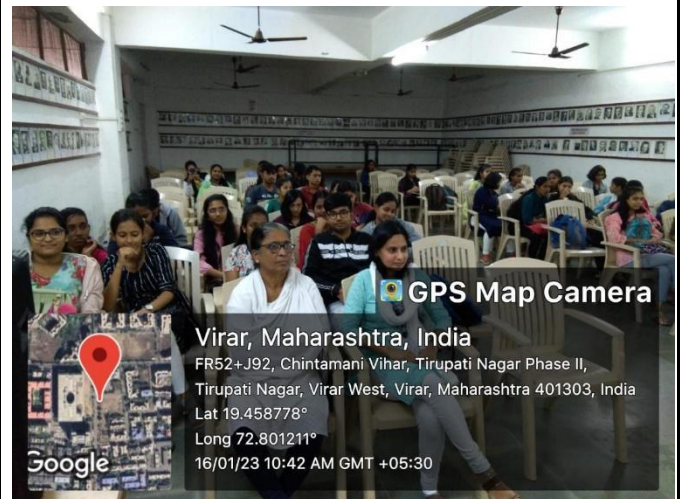 GPS Map Camera
Virar, Maharashtra, India
FR52+J92, Chintamani Vihar, Tirupati Nagar Phase II,
Tirupati Nagar, Virar West, Virar, Maharashtra 401303, India
Lat 19.458778°
Long 72.801211°
16/01/23 10:42 AM GMT +05:30
Google